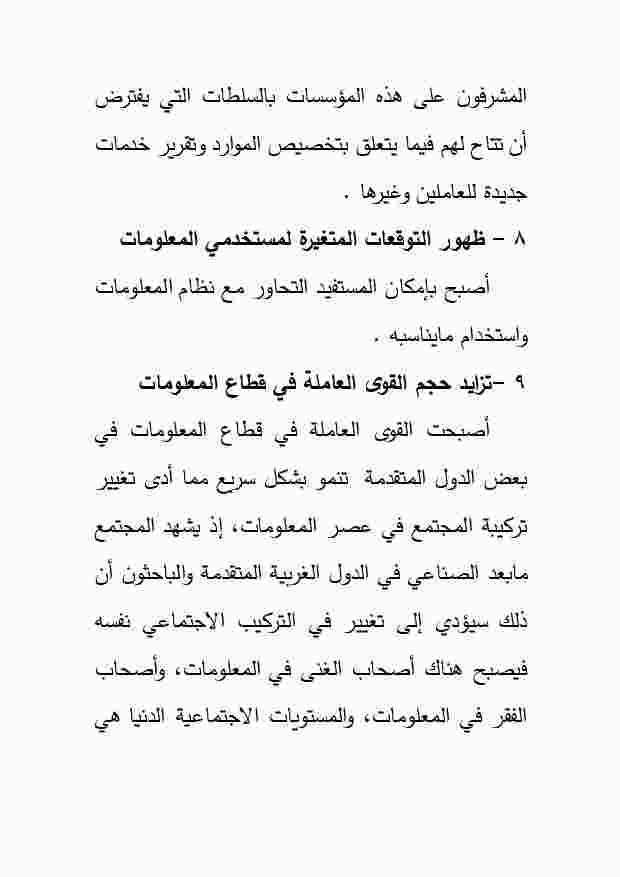 المشرفون على هذه المؤسسات بالسلطات التي يفترض
أن تتاح لهم فيما يتعلق بتخصيص الموارد وتقرير خدمات
جديدة للعاملين وغيرها .
٨ – ظهور التوقعات المتغيرة لمستخدمي المعلومات
أصبح بإمكان المستفيد التحاور مع نظام المعلومات
واستخدام مايناسبه .
٩ –تزايد حجم القوى العاملة في قطاع المعلومات
أصبحت القوى العاملة في قطاع المعلومات في
بعض الدول المتقدمة تنمو بشكل سريع مما أدى تغيير
تركيبة المجتمع في عصر المعلومات، إذ يشهد المجتمع
مابعد الصناعي في الدول الغربية المتقدمة والباحثون أن
ذلك سيؤدي إلى تغيير في التركيب الاجتماعي نفسه
فيصبح هناك أصحاب الغنى في المعلومات، وأصحاب
الفقر في المعلومات، والمستويات الاجتماعية الدنيا هي